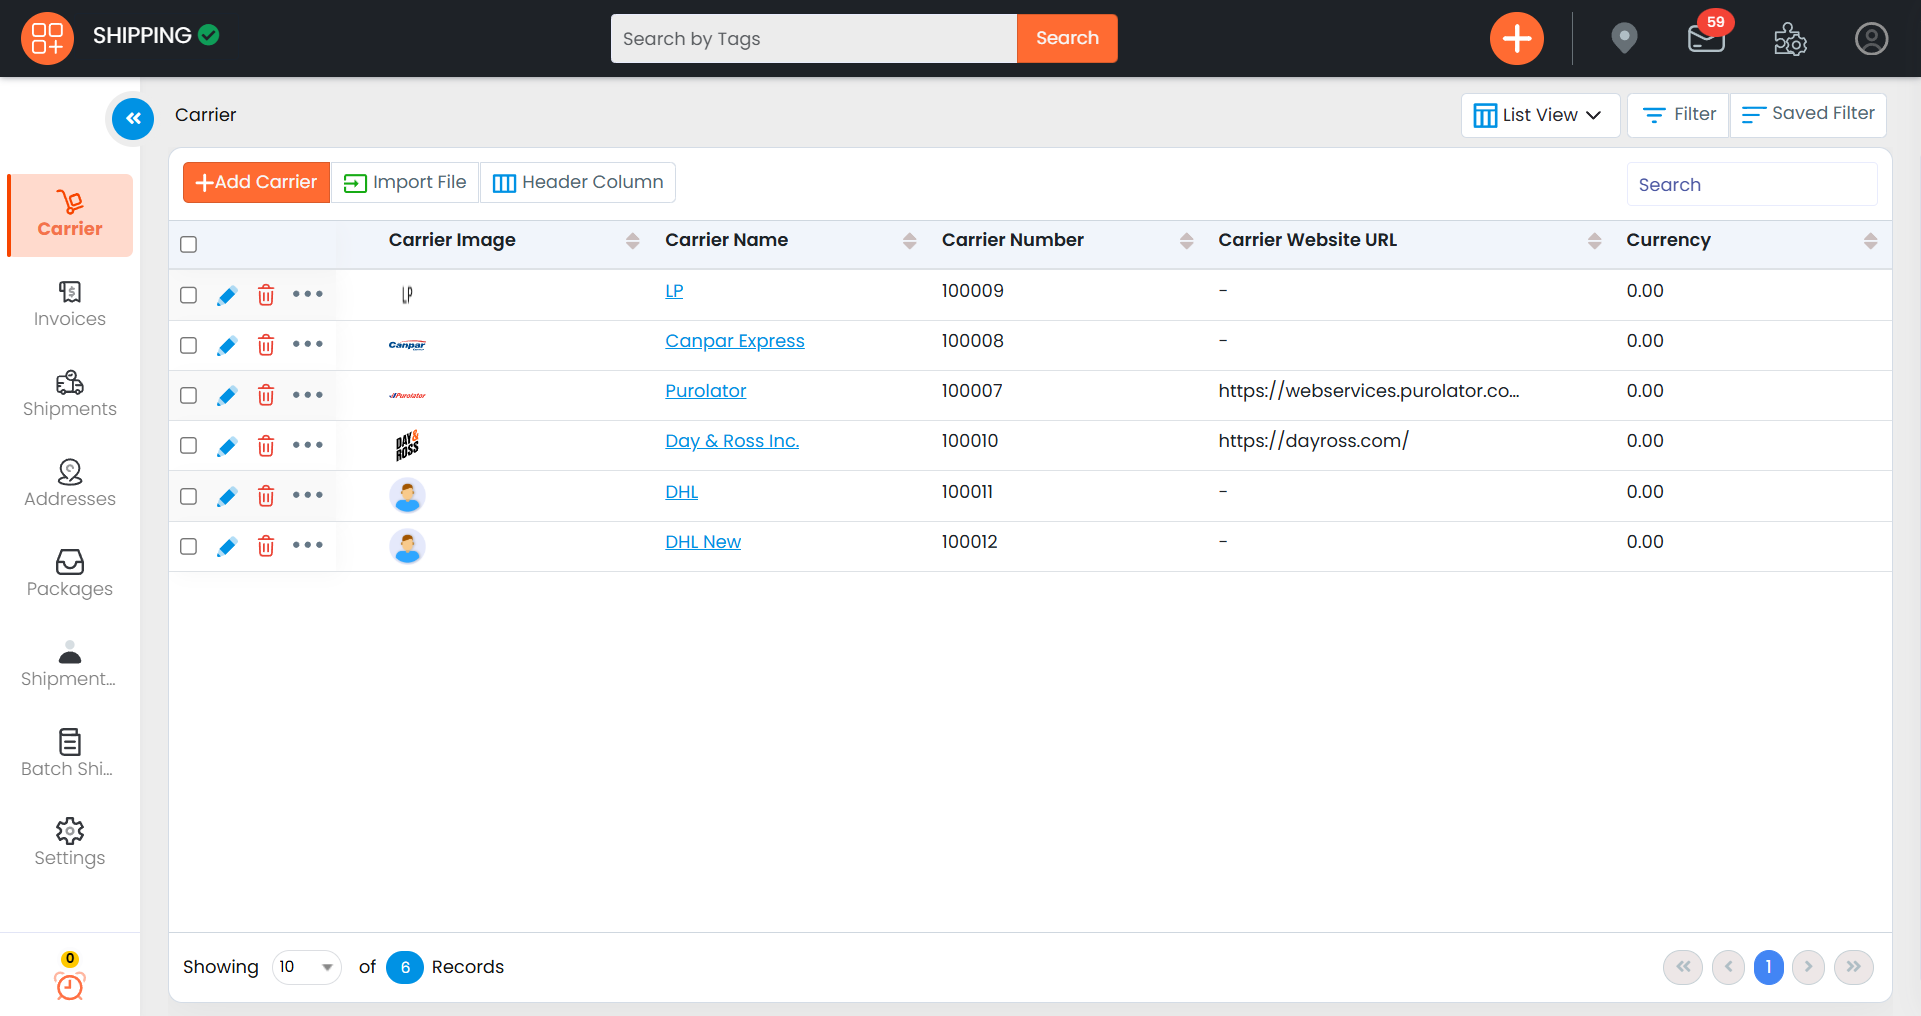 SHIPPING
Search by Tags
Search
59
Carrier
List View
Filter
Saved Filter
Add Carrier
Import File
Header Column
Search
Carrier
Invoices
Shipments
Addresses
Packages
Shipment...
Batch Shi...
Settings
0
Carrier Image Carrier Name Carrier Number Carrier Website URL Currency
LP LP 100009 - 0.00
Canpar Canpar Express 100008 - 0.00
Purolator Purolator 100007 https://webservices.purolator.co... 0.00
DAY & ROSS Day & Ross Inc. 100010 https://dayross.com/ 0.00
DHL 100011 - 0.00
DHL New 100012 - 0.00
Showing 10 of 6 Records
1